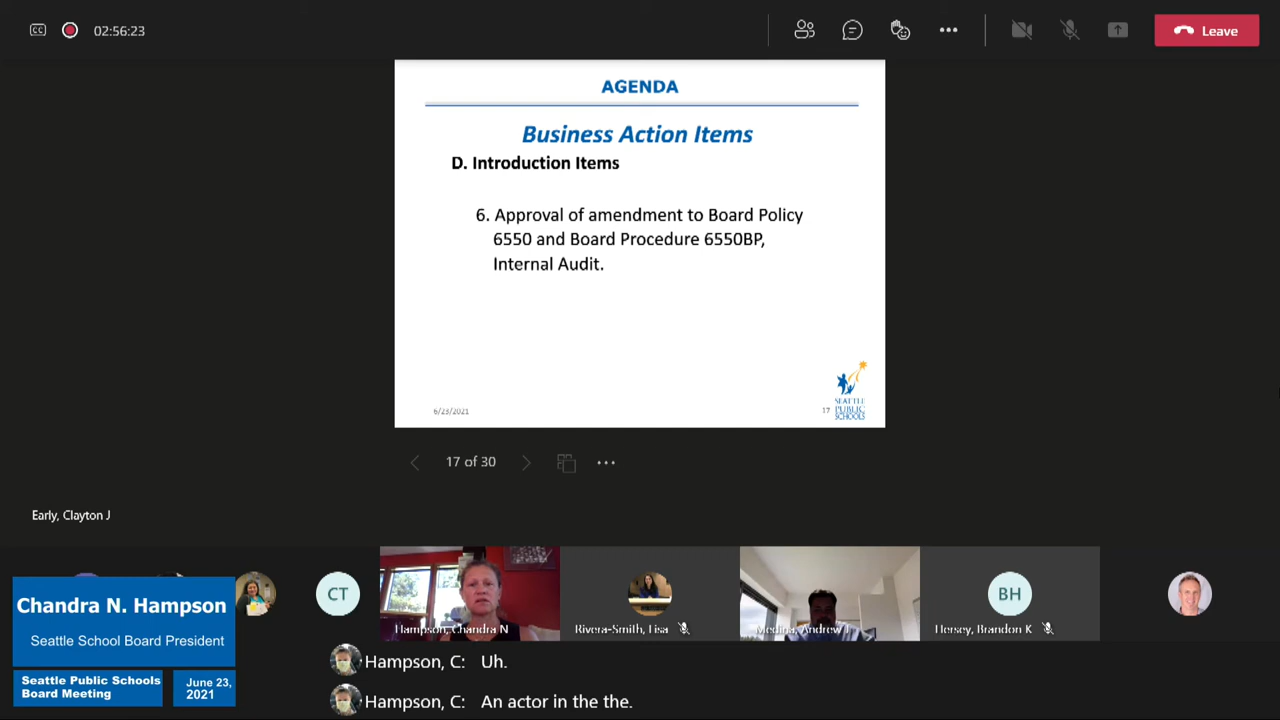 CC
02:56:23
Leave
AGENDA
Business Action Items
D. Introduction Items
6. Approval of amendment to Board Policy
6550 and Board Procedure 6550BP,
Internal Audit.
6/23/2021
17
SEATTLE
PUBLIC
SCHOOLS
17 of 30
Early, Clayton J
CT
BH
Hampson, Chandra N
Rivera-Smith, Lisa
Medina, Andrew I
Hersey, Brandon K
Chandra N. Hampson
Seattle School Board President
Seattle Public Schools
Board Meeting
June 23,
2021
Hampson, C: Uh.
Hampson, C: An actor in the the.